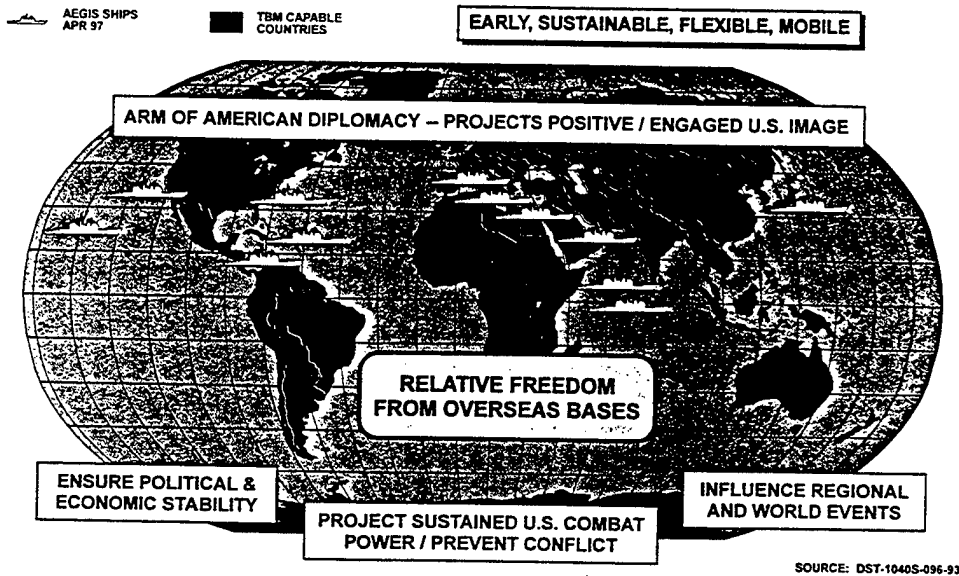 AEGIS SHIPS
APR 97
TBM CAPABLE
COUNTRIES
EARLY, SUSTAINABLE, FLEXIBLE, MOBILE
ARM OF AMERICAN DIPLOMACY – PROJECTS POSITIVE / ENGAGED U.S. IMAGE
RELATIVE FREEDOM
FROM OVERSEAS BASES
ENSURE POLITICAL &
ECONOMIC STABILITY
PROJECT SUSTAINED U.S. COMBAT
POWER / PREVENT CONFLICT
INFLUENCE REGIONAL
AND WORLD EVENTS
SOURCE: DST-1040S-096-93